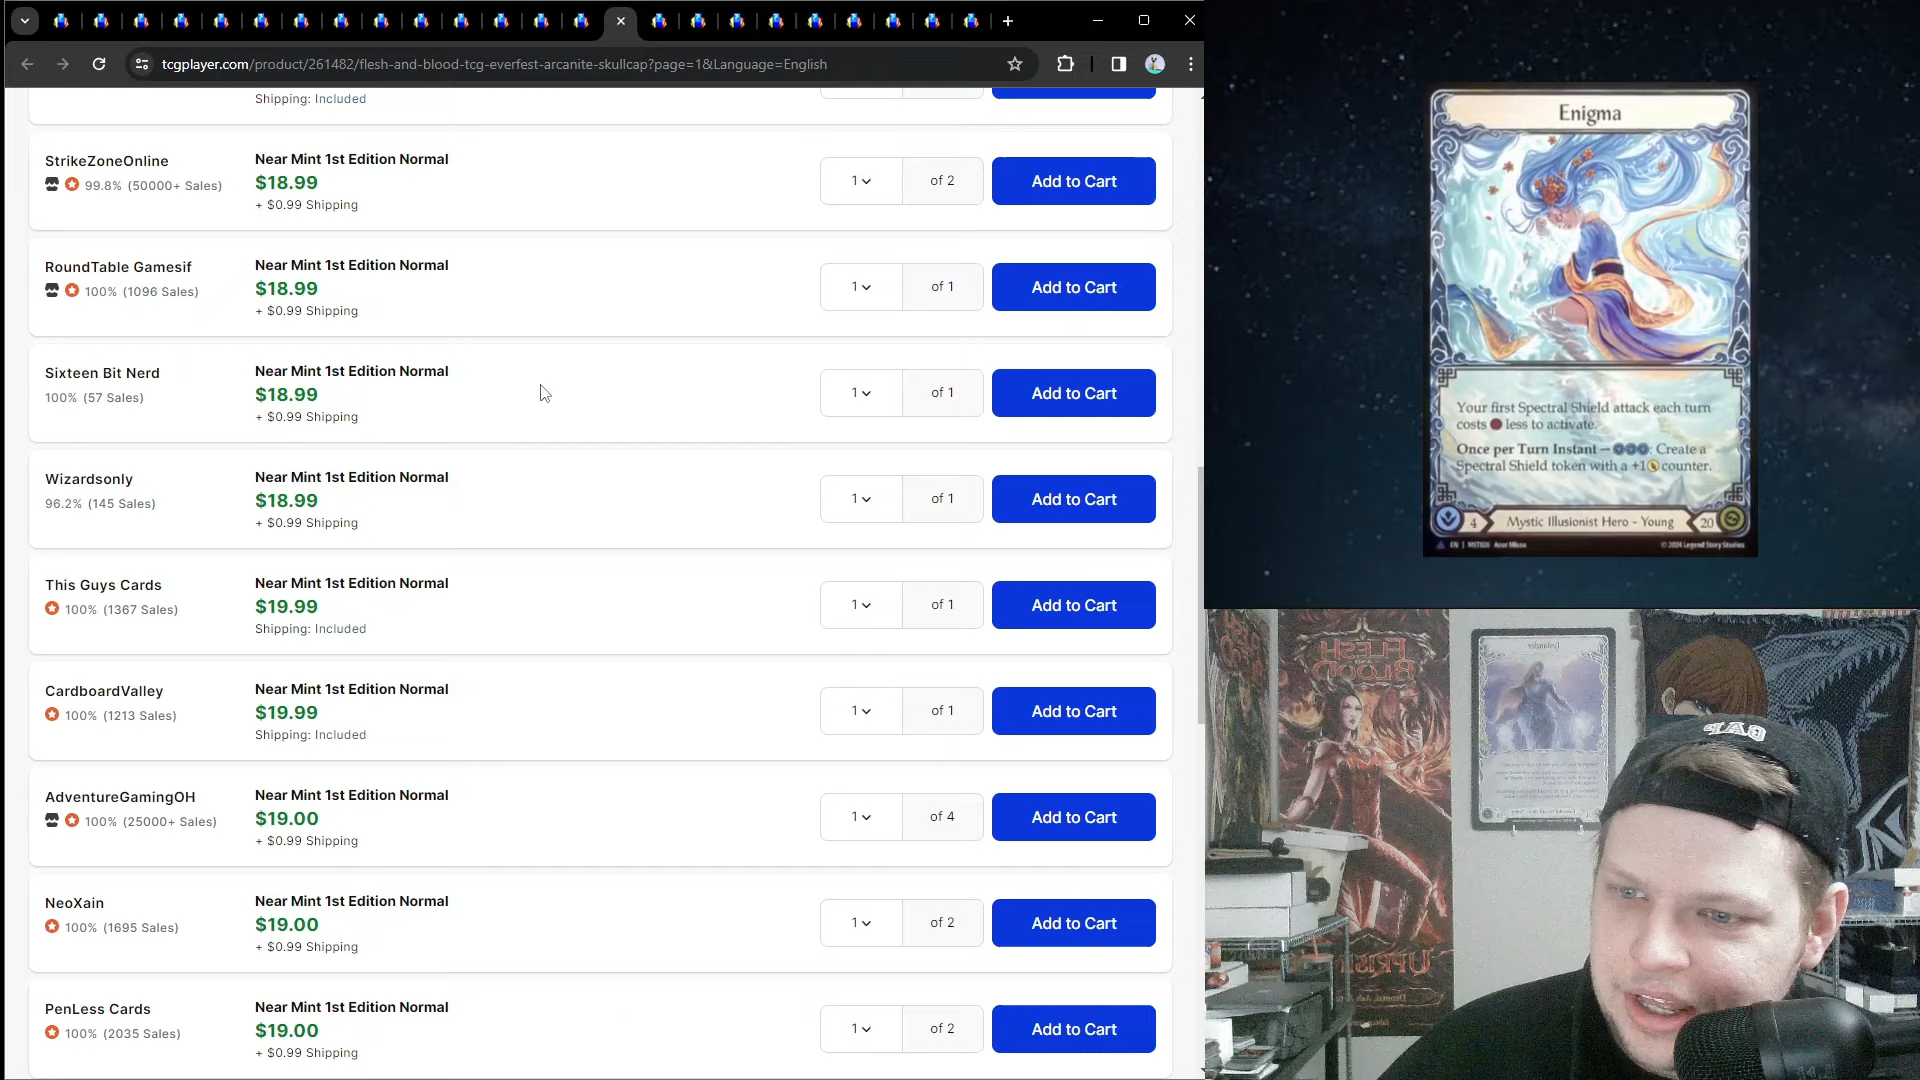 tcgplayer.com/product/261482/flesh-and-blood-tcg-everfest-arcanite-skullcap?page=1&Language=English
Shipping: Included
StrikeZoneOnline
99.8% (50000+ Sales)
Near Mint 1st Edition Normal
$18.99
+ $0.99 Shipping
1
of 2
Add to Cart
RoundTable Gamesif
100% (1096 Sales)
Near Mint 1st Edition Normal
$18.99
+ $0.99 Shipping
1
of 1
Add to Cart
Sixteen Bit Nerd
100% (57 Sales)
Near Mint 1st Edition Normal
$18.99
+ $0.99 Shipping
1
of 1
Add to Cart
Wizardsonly
96.2% (145 Sales)
Near Mint 1st Edition Normal
$18.99
+ $0.99 Shipping
1
of 1
Add to Cart
This Guys Cards
100% (1367 Sales)
Near Mint 1st Edition Normal
$19.99
Shipping: Included
1
of 1
Add to Cart
CardboardValley
100% (1213 Sales)
Near Mint 1st Edition Normal
$19.99
Shipping: Included
1
of 1
Add to Cart
AdventureGamingOH
100% (25000+ Sales)
Near Mint 1st Edition Normal
$19.00
+ $0.99 Shipping
1
of 4
Add to Cart
NeoXain
100% (1695 Sales)
Near Mint 1st Edition Normal
$19.00
+ $0.99 Shipping
1
of 2
Add to Cart
PenLess Cards
100% (2035 Sales)
Near Mint 1st Edition Normal
$19.00
+ $0.99 Shipping
1
of 2
Add to Cart
Enigma
Your first Spectral Shield attack each turn
costs less to activate.
Once per Turn Instant — : Create a
Spectral Shield token with a +1 counter.
4
Mystic Illusionist Hero - Young
20
EN | MST026
© 2024 Legend Story Studios
FLESH
AND
BLOOD
UPRISING
GAP